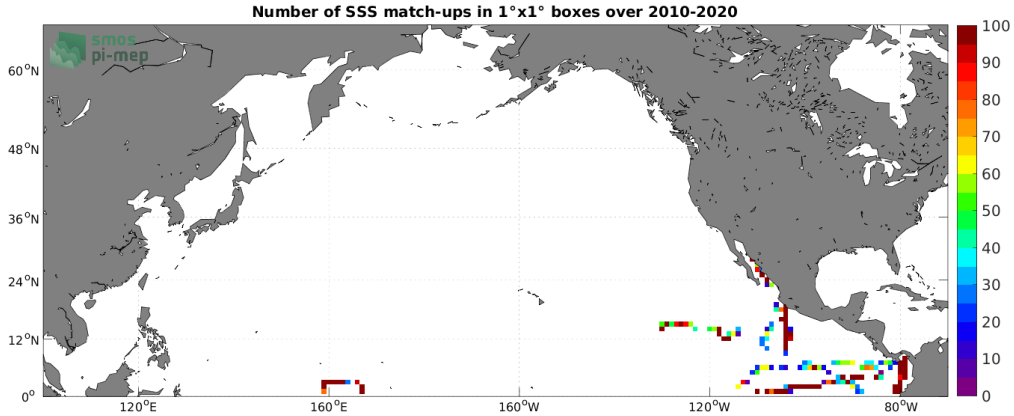 Number of SSS match-ups in 1°x1° boxes over 2010-2020
smos
pi-mep
60°N
48°N
36°N
24°N
12°N
0°
120°E
160°E
160°W
120°W
80°W
100
90
80
70
60
50
40
30
20
10
0